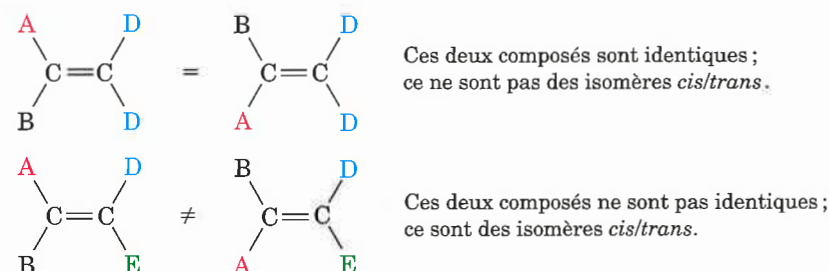 A D B D
C=C = C=C
B D A D
Ces deux composés sont identiques ;
ce ne sont pas des isomères cis/trans.
A D B D
C=C ≠ C=C
B E A E
Ces deux composés ne sont pas identiques ;
ce sont des isomères cis/trans.